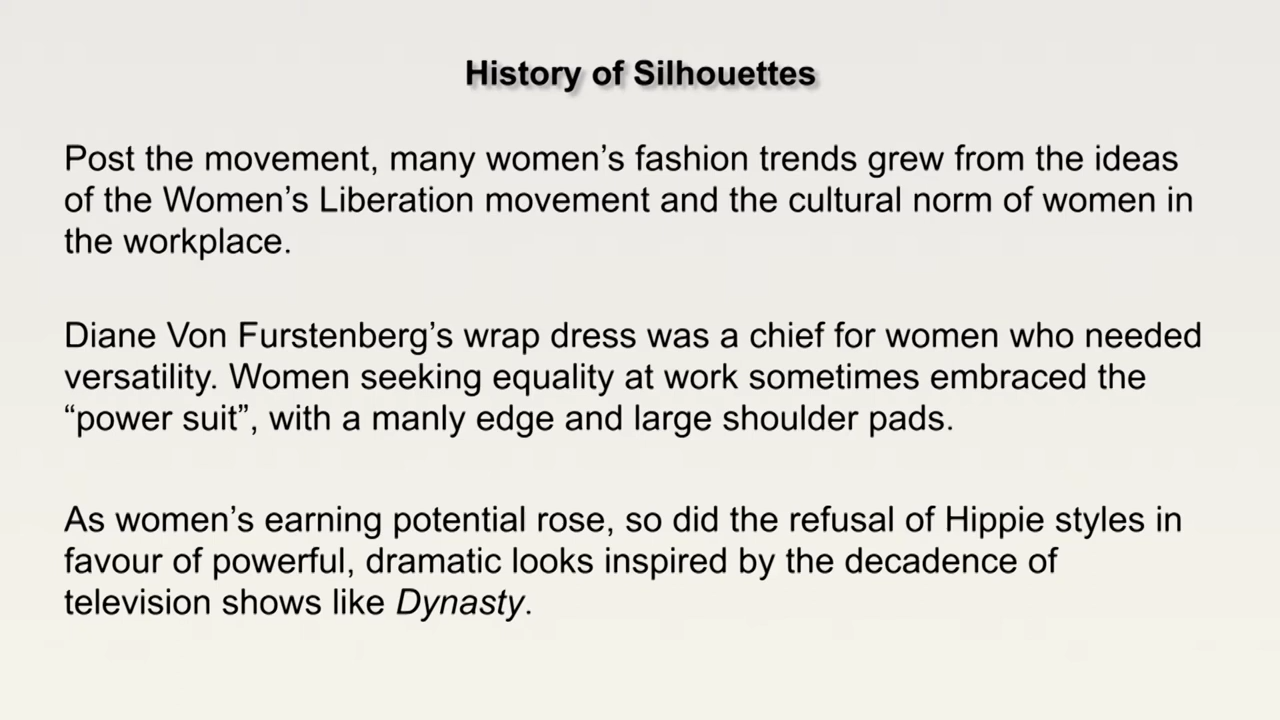 History of Silhouettes
Post the movement, many women’s fashion trends grew from the ideas
of the Women’s Liberation movement and the cultural norm of women in
the workplace.
Diane Von Furstenberg’s wrap dress was a chief for women who needed
versatility. Women seeking equality at work sometimes embraced the
“power suit”, with a manly edge and large shoulder pads.
As women’s earning potential rose, so did the refusal of Hippie styles in
favour of powerful, dramatic looks inspired by the decadence of
television shows like Dynasty.